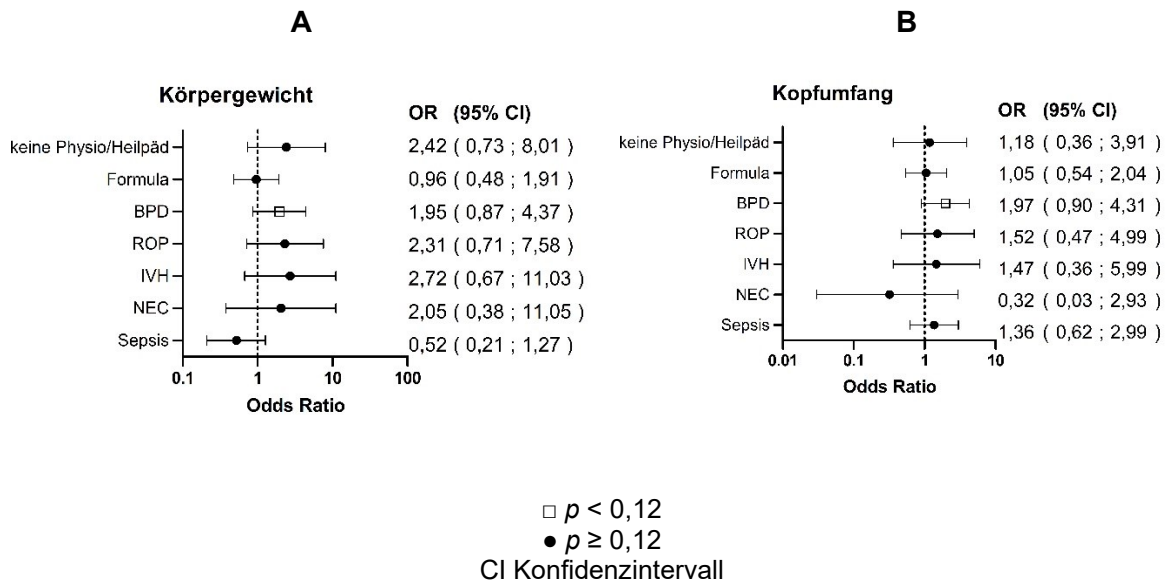 A
Körpergewicht
OR (95% CI)
keine Physio/Heilpäd 2,42 ( 0,73 ; 8,01 )
Formula 0,96 ( 0,48 ; 1,91 )
BPD 1,95 ( 0,87 ; 4,37 )
ROP 2,31 ( 0,71 ; 7,58 )
IVH 2,72 ( 0,67 ; 11,03 )
NEC 2,05 ( 0,38 ; 11,05 )
Sepsis 0,52 ( 0,21 ; 1,27 )
0.1 1 10 100
Odds Ratio
B
Kopfumfang
OR (95% CI)
keine Physio/Heilpäd 1,18 ( 0,36 ; 3,91 )
Formula 1,05 ( 0,54 ; 2,04 )
BPD 1,97 ( 0,90 ; 4,31 )
ROP 1,52 ( 0,47 ; 4,99 )
IVH 1,47 ( 0,36 ; 5,99 )
NEC 0,32 ( 0,03 ; 2,93 )
Sepsis 1,36 ( 0,62 ; 2,99 )
0.01 0.1 1 10
Odds Ratio
□ p < 0,12
● p ≥ 0,12
CI Konfidenzintervall